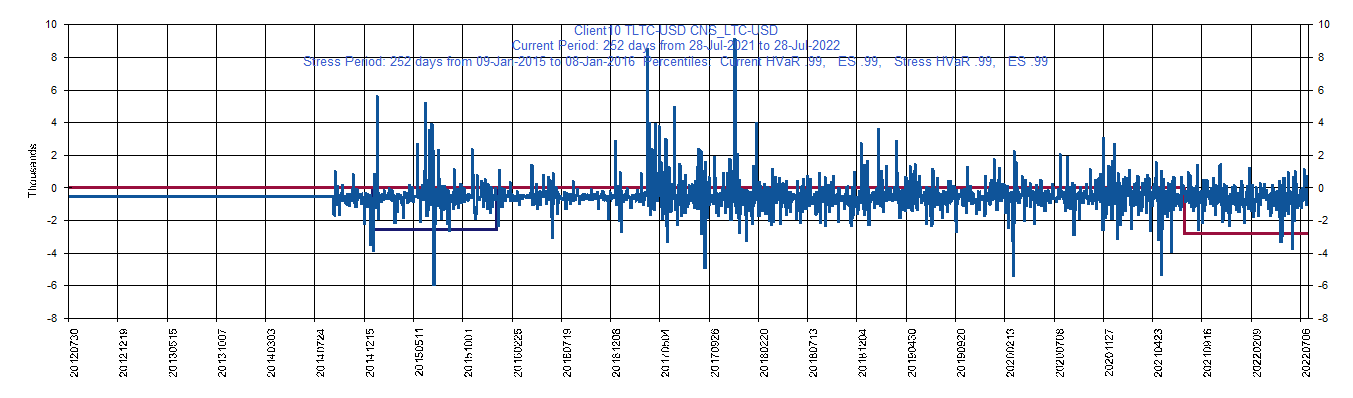 Client10 TLTC-USD CNS_LTC-USD
Current Period: 252 days from 28-Jul-2021 to 28-Jul-2022
Stress Period: 252 days from 09-Jan-2015 to 08-Jan-2016 Percentiles: Current HVaR .99, ES .99, Stress HVaR .99, ES .99
10 10
8 8
6 6
4 4
2 2
0 0
-2 -2
-4 -4
-6 -6
-8 -8
Thousands
20120730 20121219 20130515 20131007 20140303 20140724 20141215 20150511 20151001 20160225 20160719 20161208 20170504 20170926 20180220 20180713 20181204 20190430 20190920 20200213 20200708 20201127 20210423 20210916 20220209 20220706